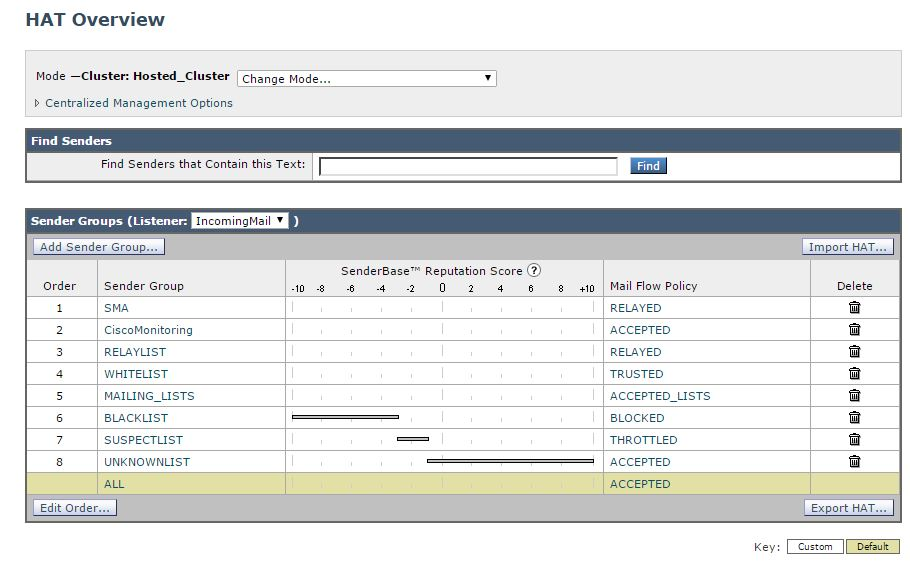 HAT Overview
Mode —Cluster: Hosted_Cluster Change Mode...
Centralized Management Options
Find Senders
Find Senders that Contain this Text: Find
Sender Groups (Listener: IncomingMail )
Add Sender Group... Import HAT...
SenderBase™ Reputation Score ?
Order Sender Group -10 -8 -6 -4 -2 0 2 4 6 8 +10 Mail Flow Policy Delete
1 SMA RELAYED
2 CiscoMonitoring ACCEPTED
3 RELAYLIST RELAYED
4 WHITELIST TRUSTED
5 MAILING_LISTS ACCEPTED_LISTS
6 BLACKLIST BLOCKED
7 SUSPECTLIST THROTTLED
8 UNKNOWNLIST ACCEPTED
ALL ACCEPTED
Edit Order... Export HAT...
Key: Custom Default